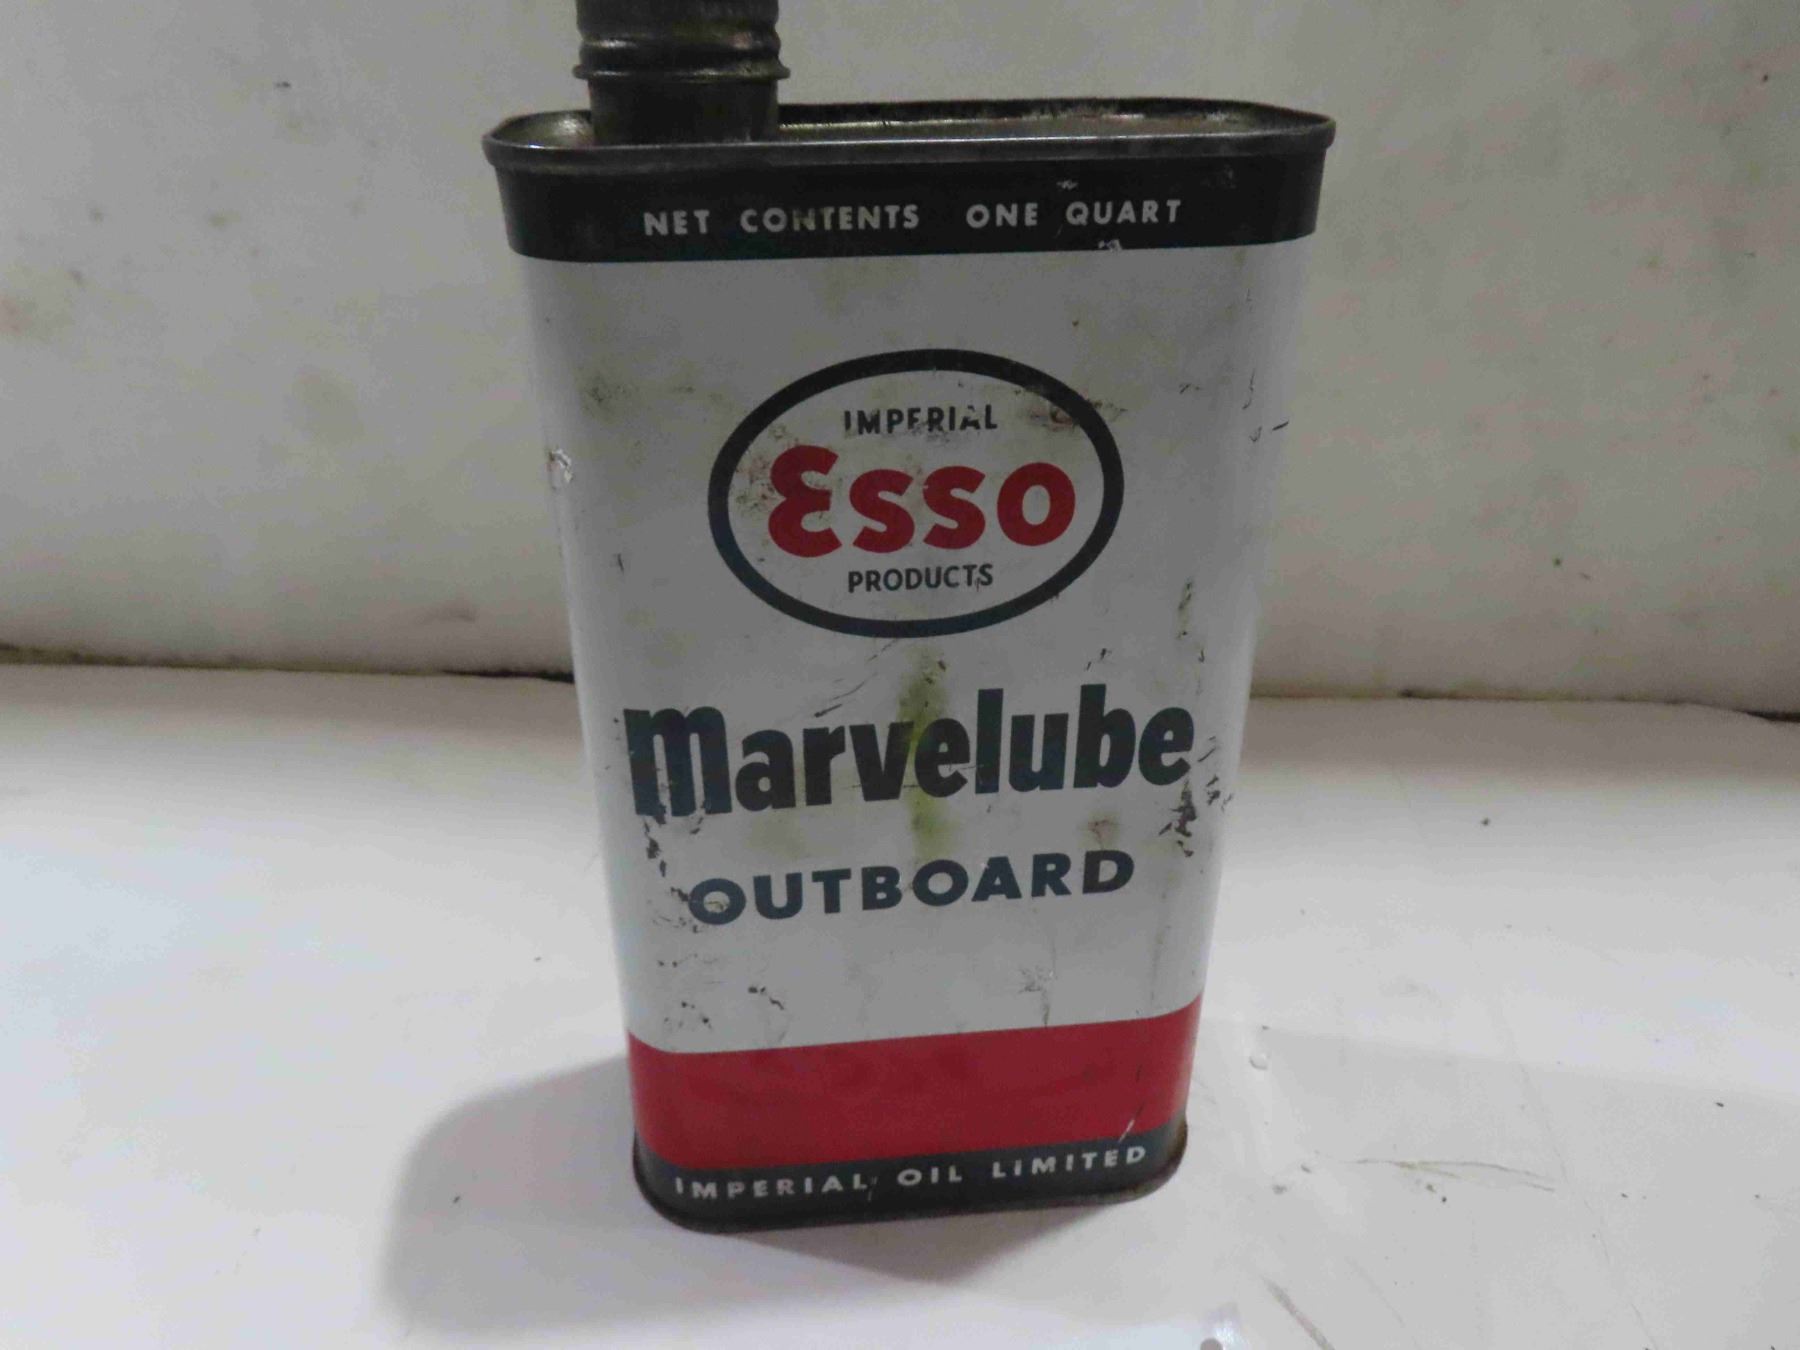 NET CONTENTS ONE QUART
IMPERIAL
Esso
PRODUCTS
Marvelube
OUTBOARD
IMPERIAL OIL LIMITED